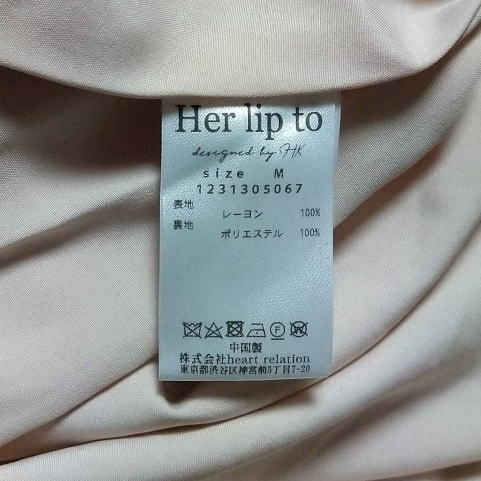 Her lip to
designed by HK
size M
1231305067
表地
レーヨン 100%
裏地
ポリエステル 100%
中国製
株式会社heart relation
東京都渋谷区神宮前5丁目7-20